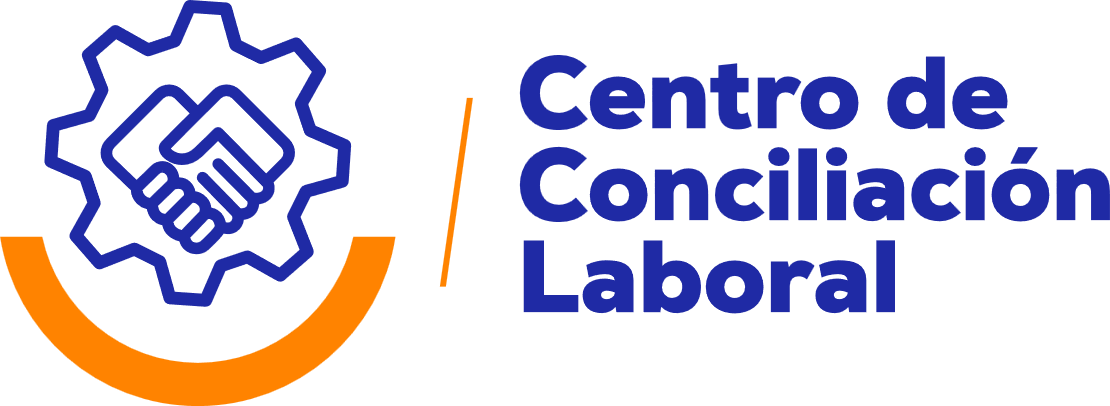 Centro de
Conciliación
Laboral